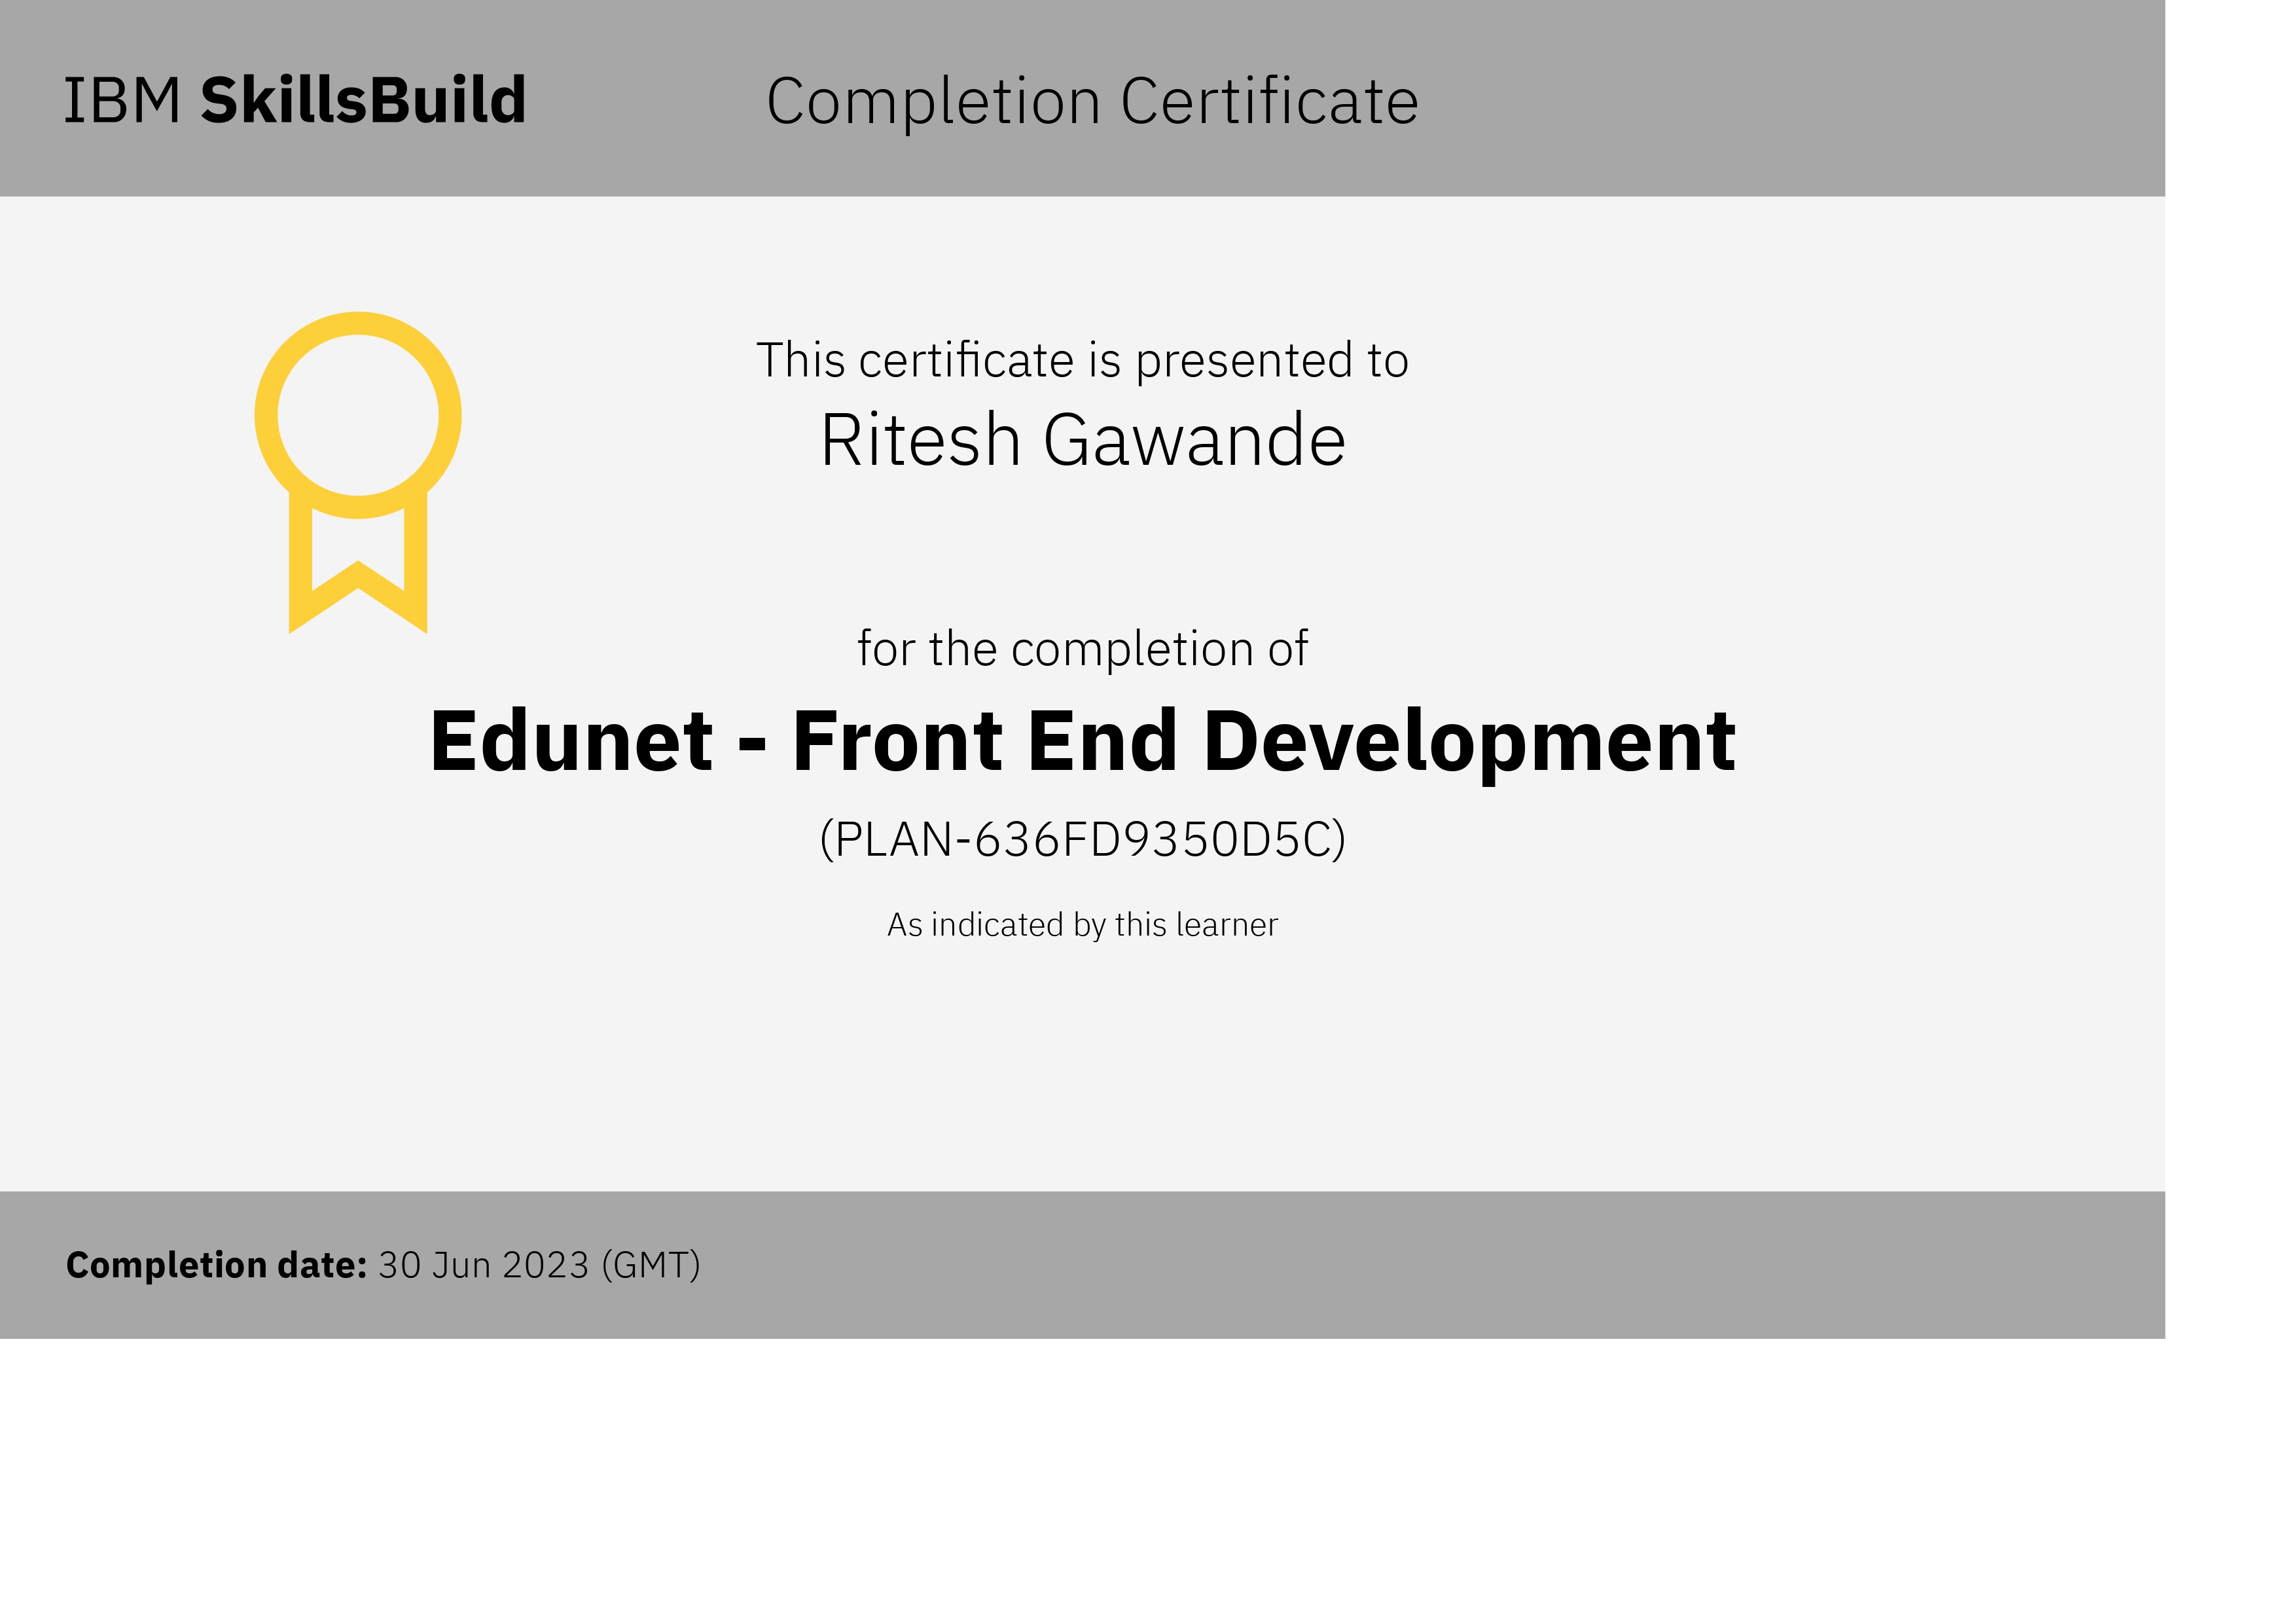 IBM SkillsBuild
Completion Certificate
This certificate is presented to
Ritesh Gawande
for the completion of
Edunet - Front End Development
(PLAN-636FD9350D5C)
As indicated by this learner
Completion date: 30 Jun 2023 (GMT)